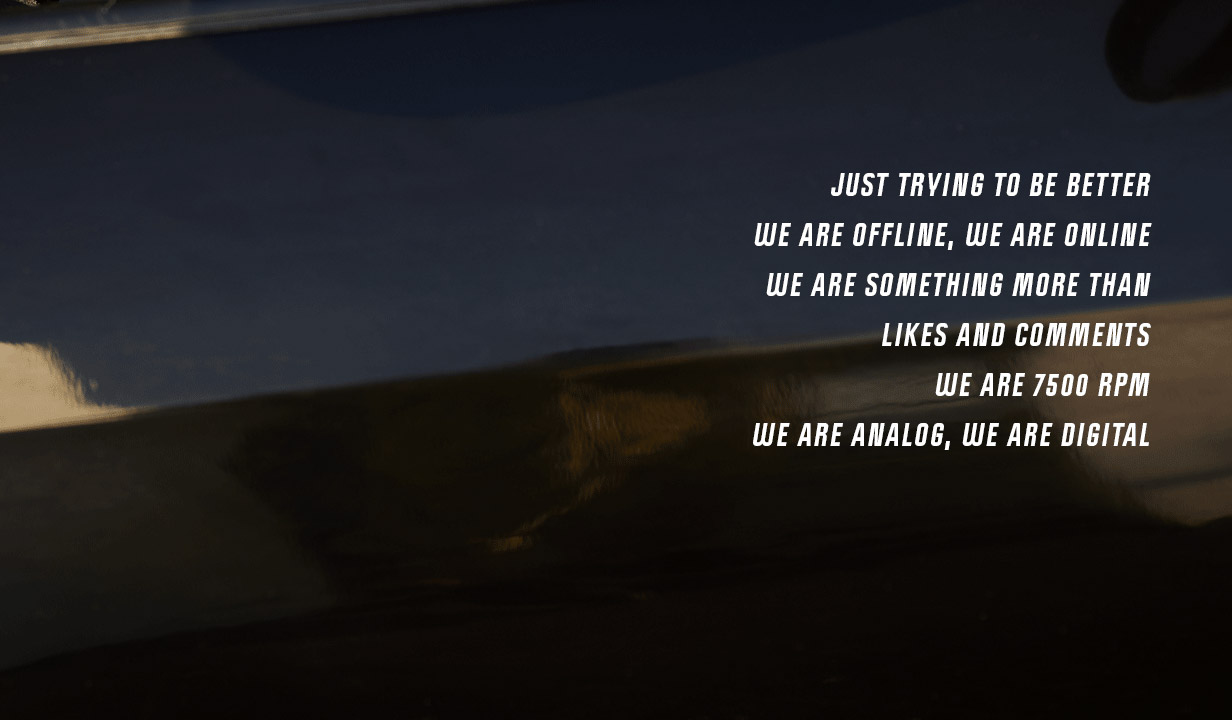 JUST TRYING TO BE BETTER
WE ARE OFFLINE, WE ARE ONLINE
WE ARE SOMETHING MORE THAN
LIKES AND COMMENTS
WE ARE 7500 RPM
WE ARE ANALOG, WE ARE DIGITAL